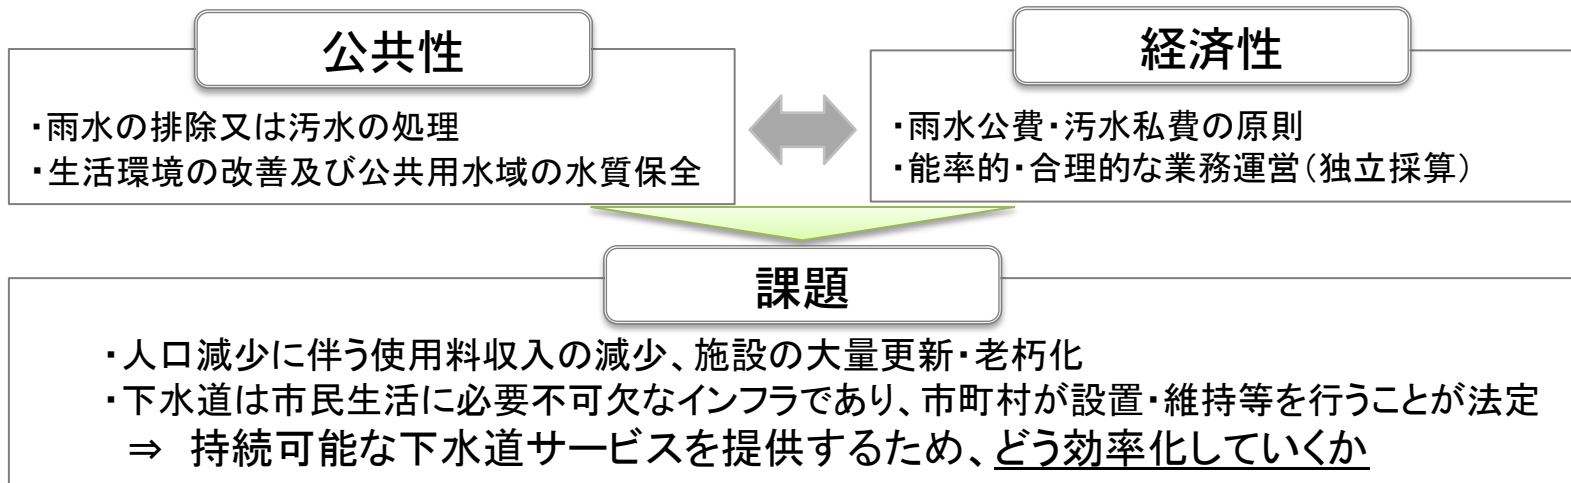 公共性
・雨水の排除又は汚水の処理
・生活環境の改善及び公共用水域の水質保全
経済性
・雨水公費・汚水私費の原則
・能率的・合理的な業務運営（独立採算）
課題
・人口減少に伴う使用料収入の減少、施設の大量更新・老朽化
・下水道は市民生活に必要不可欠なインフラであり、市町村が設置・維持等を行うことが法定
⇒　持続可能な下水道サービスを提供するため、どう効率化していくか